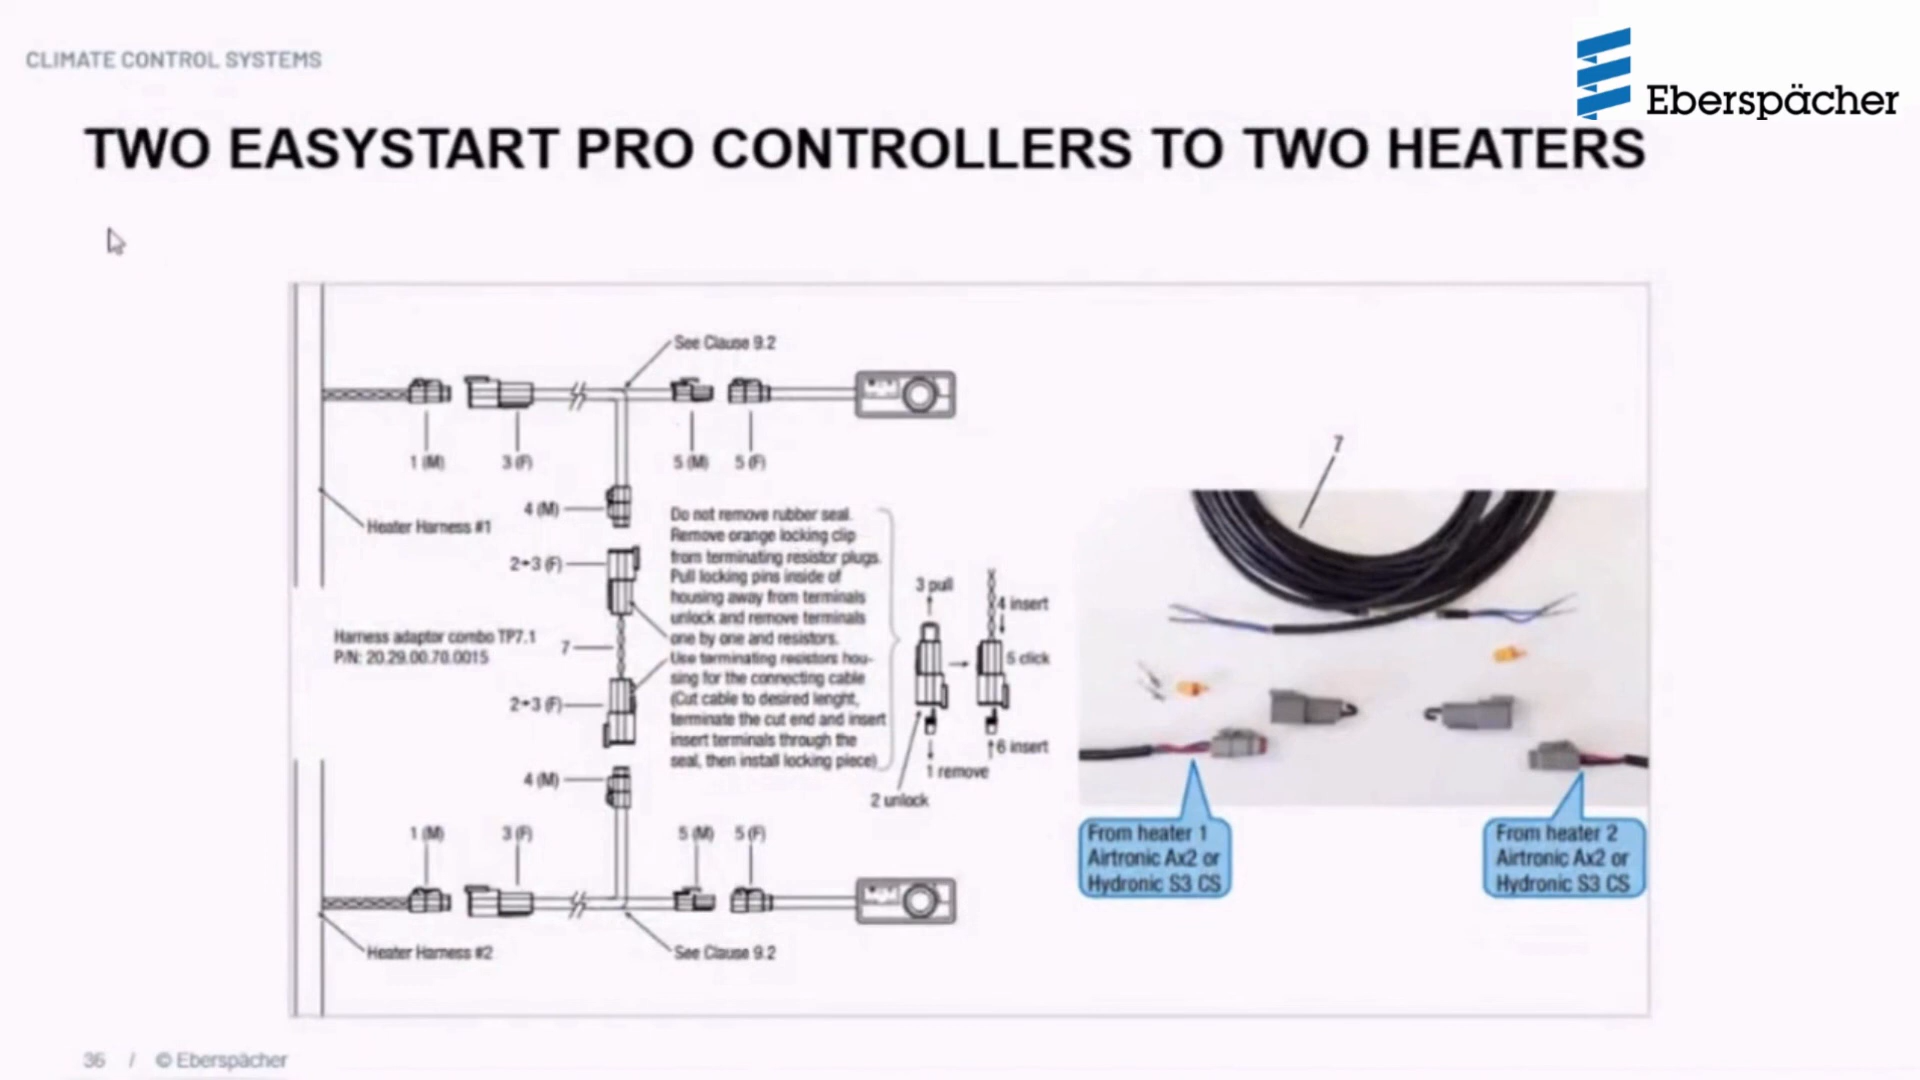 CLIMATE CONTROL SYSTEMS
Eberspächer
TWO EASYSTART PRO CONTROLLERS TO TWO HEATERS
See Clause 9.2
1 (M)
3 (F)
5 (M)
5 (F)
Heater Harness #1
4 (M)
2+3 (F)
Harness adaptor combo TP7.1
P/N: 20.29.00.70.0015
7
2+3 (F)
4 (M)
Do not remove rubber seal.
Remove orange locking clip
from terminating resistor plugs.
Pull locking pins inside of
housing away from terminals
unlock and remove terminals
one by one and resistors.
Use terminating resistors hou-
sing for the connecting cable
(Cut cable to desired lenght,
terminate the cut end and insert
insert terminals through the
seal, then install locking piece)
3 pull
4 insert
5 click
6 insert
1 remove
2 unlock
7
From heater 1
Airtronic Ax2 or
Hydronic S3 CS
From heater 2
Airtronic Ax2 or
Hydronic S3 CS
1 (M)
3 (F)
5 (M)
5 (F)
Heater Harness #2
See Clause 9.2
36 / © Eberspächer